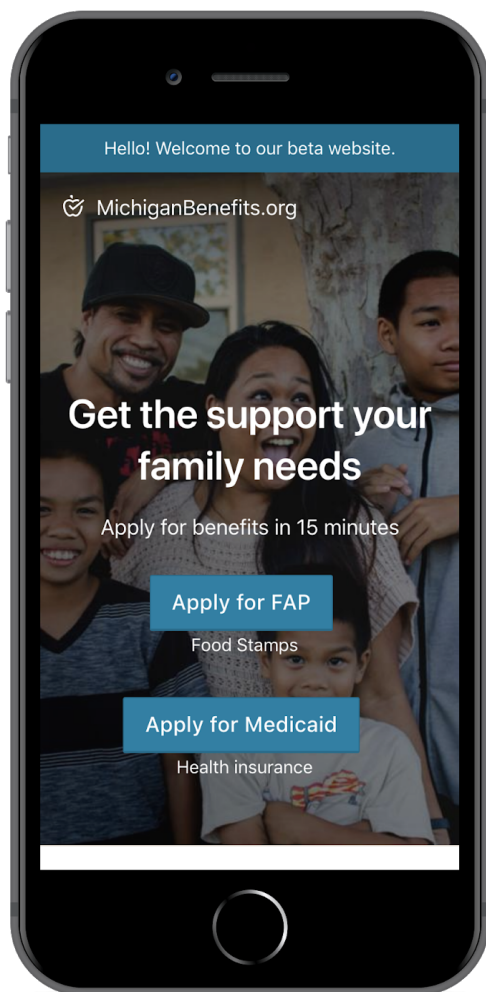 Hello! Welcome to our beta website.
MichiganBenefits.org
Get the support your
family needs
Apply for benefits in 15 minutes
Apply for FAP
Food Stamps
Apply for Medicaid
Health insurance